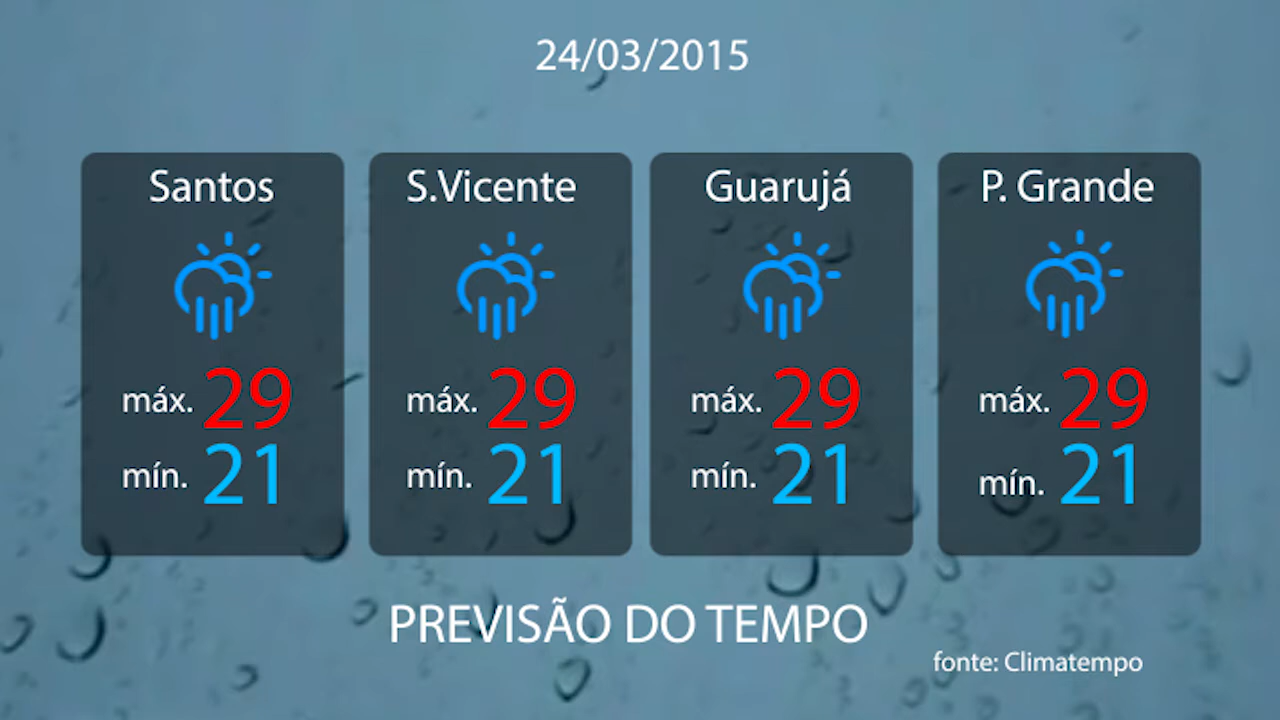 24/03/2015
Santos
máx. 29
mín. 21
S.Vicente
máx. 29
mín. 21
Guarujá
máx. 29
mín. 21
P. Grande
máx. 29
mín. 21
PREVISÃO DO TEMPO
fonte: Climatempo